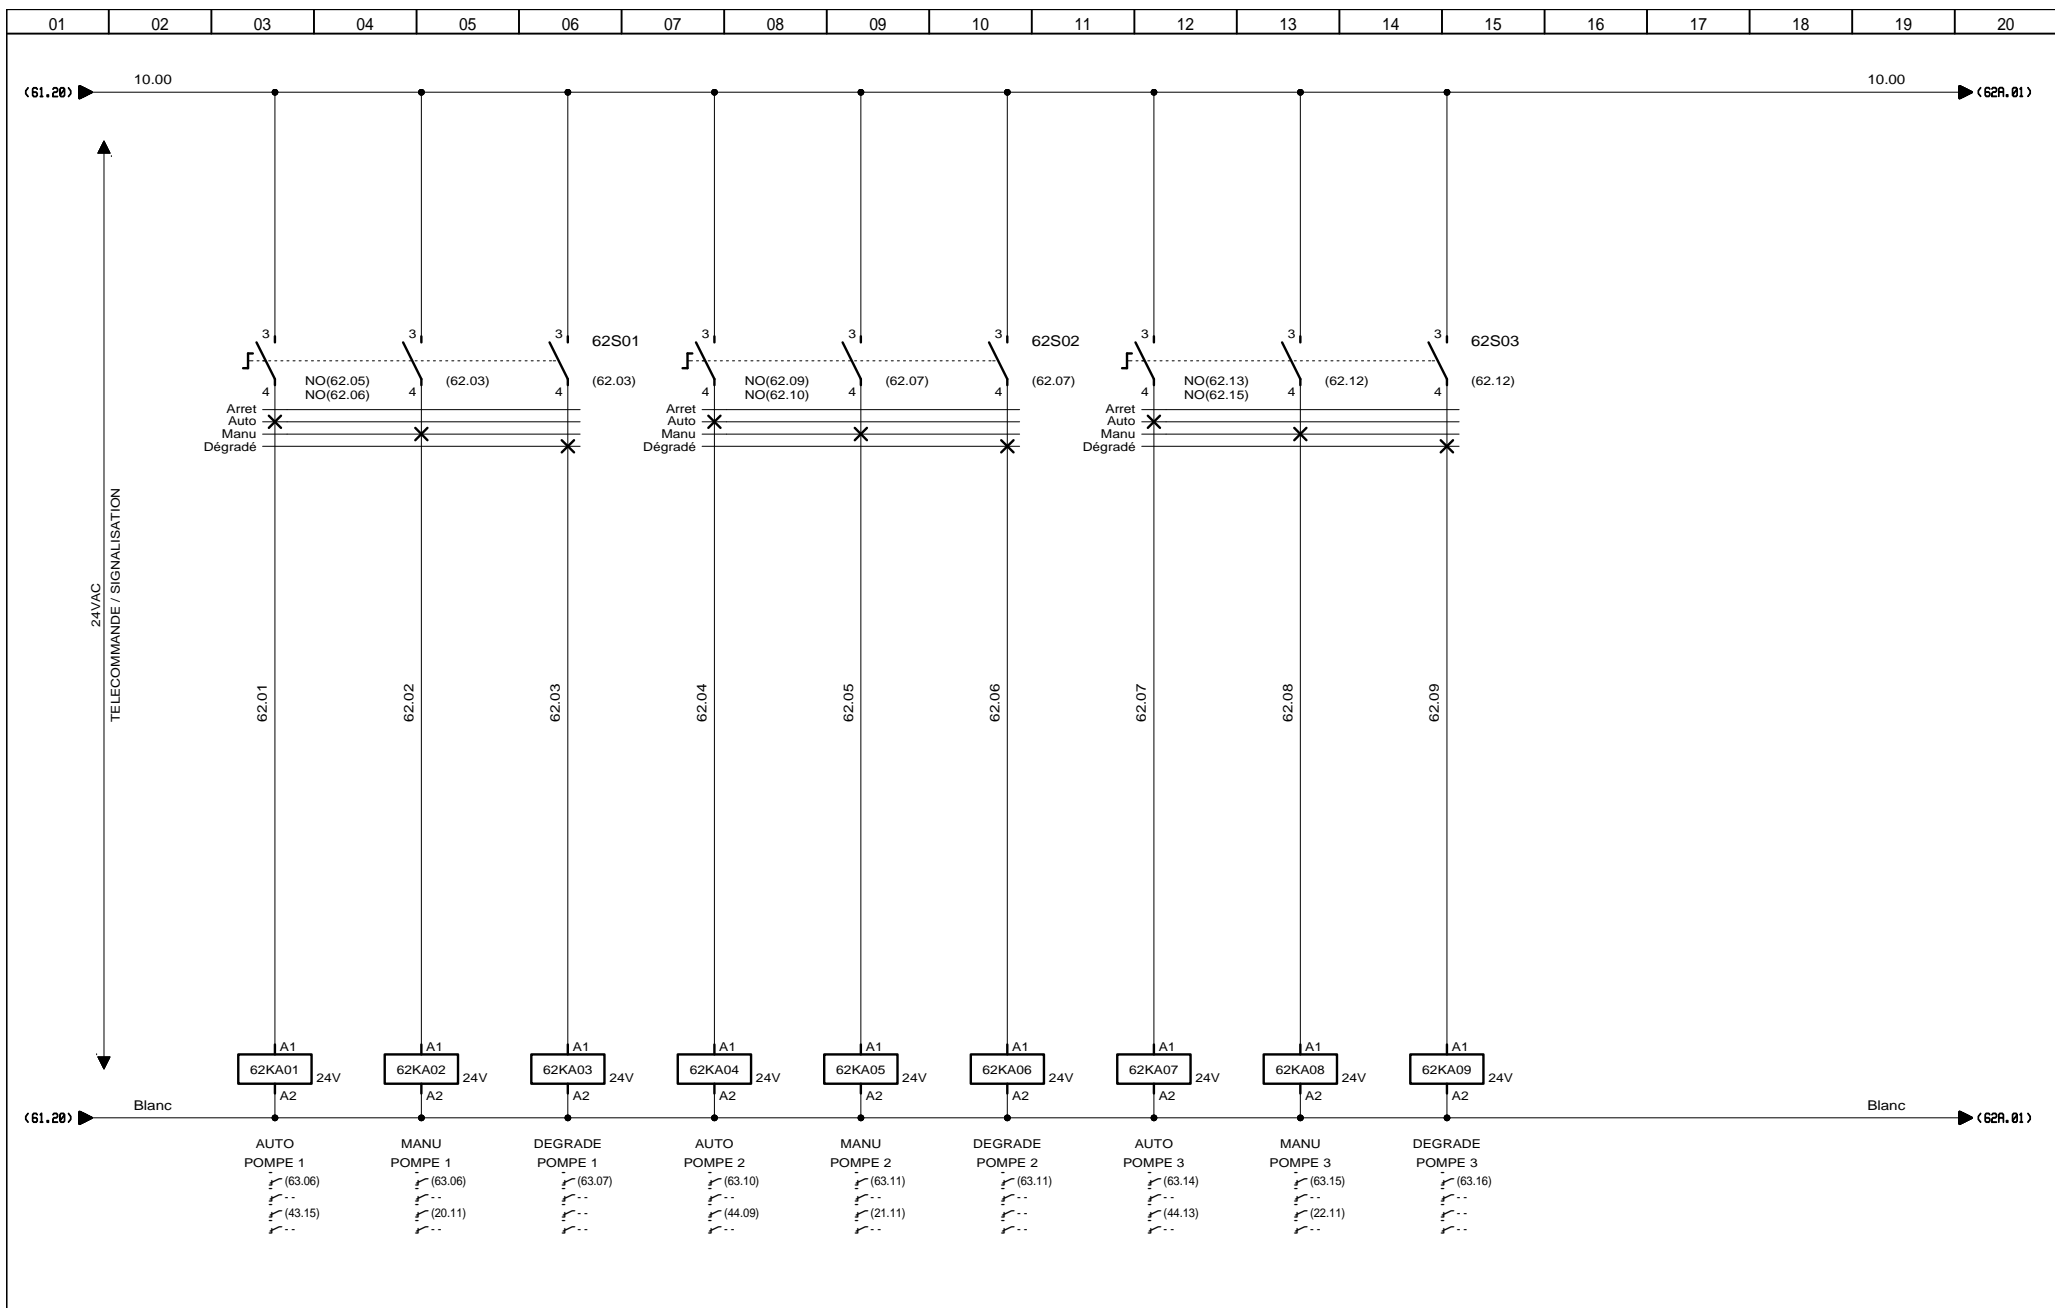 01 02 03 04 05 06 07 08 09 10 11 12 13 14 15 16 17 18 19 20
10.00 10.00
(61.20) (62A.01)
3 3 3 62S01 3 3 3 62S02 3 3 3 62S03
NO(62.05) (62.03) (62.03) NO(62.09) (62.07) (62.07) NO(62.13) (62.12) (62.12)
4 NO(62.06) 4 4 4 NO(62.10) 4 4 4 NO(62.15) 4 4
Arret Arret Arret
Auto Auto Auto
Manu Manu Manu
Dégradé Dégradé Dégradé
24VAC
TELECOMMANDE / SIGNALISATION
62.01 62.02 62.03 62.04 62.05 62.06 62.07 62.08 62.09
A1 A1 A1 A1 A1 A1 A1 A1 A1
62KA01 24V 62KA02 24V 62KA03 24V 62KA04 24V 62KA05 24V 62KA06 24V 62KA07 24V 62KA08 24V 62KA09 24V
A2 A2 A2 A2 A2 A2 A2 A2 A2
Blanc Blanc
(61.20) (62A.01)
AUTO MANU DEGRADE AUTO MANU DEGRADE AUTO MANU DEGRADE
POMPE 1 POMPE 1 POMPE 1 POMPE 2 POMPE 2 POMPE 2 POMPE 3 POMPE 3 POMPE 3
(63.06) (63.06) (63.07) (63.10) (63.11) (63.11) (63.14) (63.15) (63.16)
- - - - - - - - - - - - - - - - - -
(43.15) (20.11) - - (44.09) (21.11) - - (44.13) (22.11) - -
- - - - - - - - - - - - - - - - - -